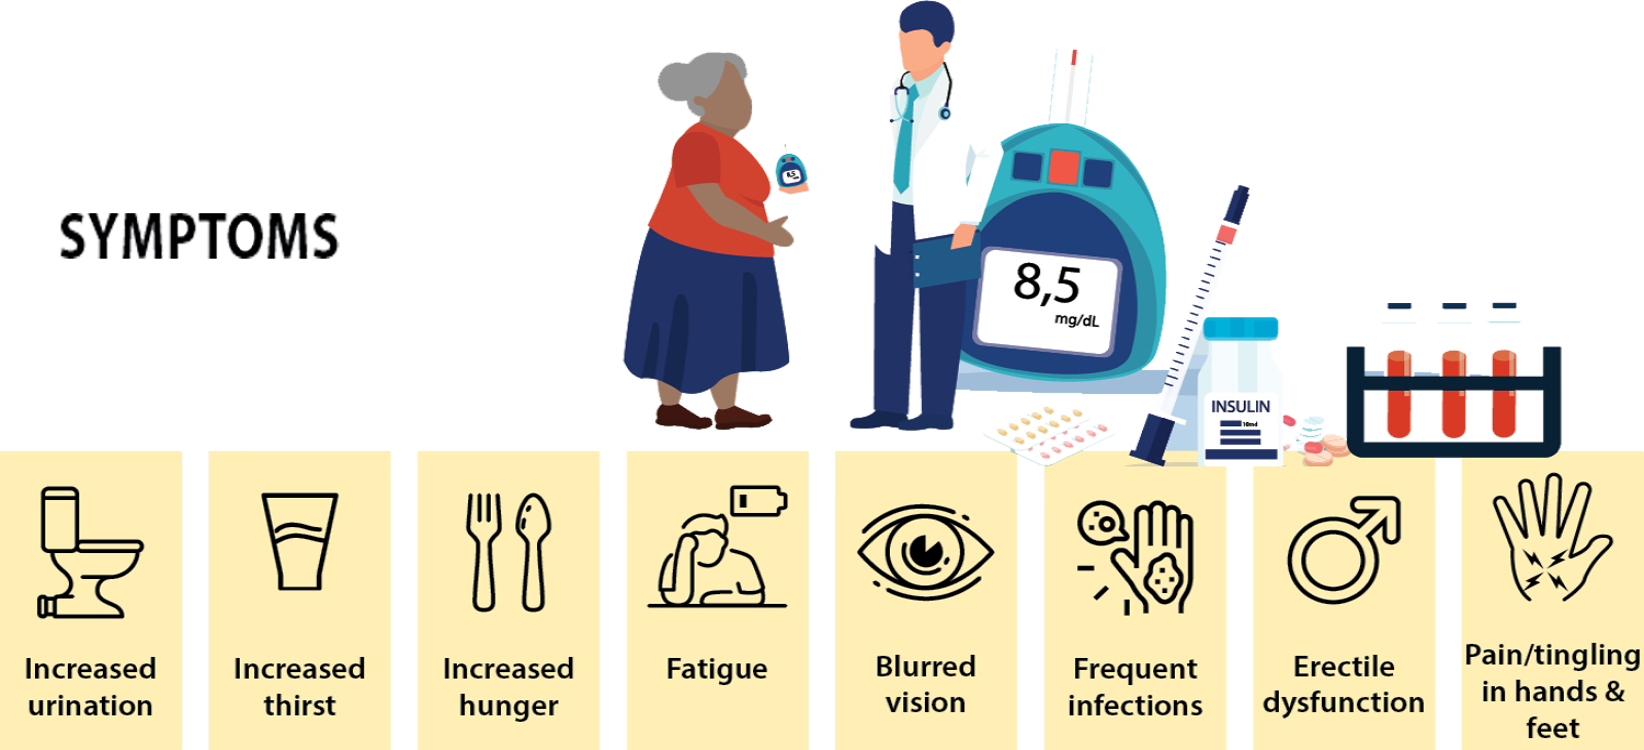 SYMPTOMS
8,5
8,5
mg/dL
INSULIN
10ml
Increased
urination
Increased
thirst
Increased
hunger
Fatigue
Blurred
vision
Frequent
infections
Erectile
dysfunction
Pain/tingling
in hands &
feet